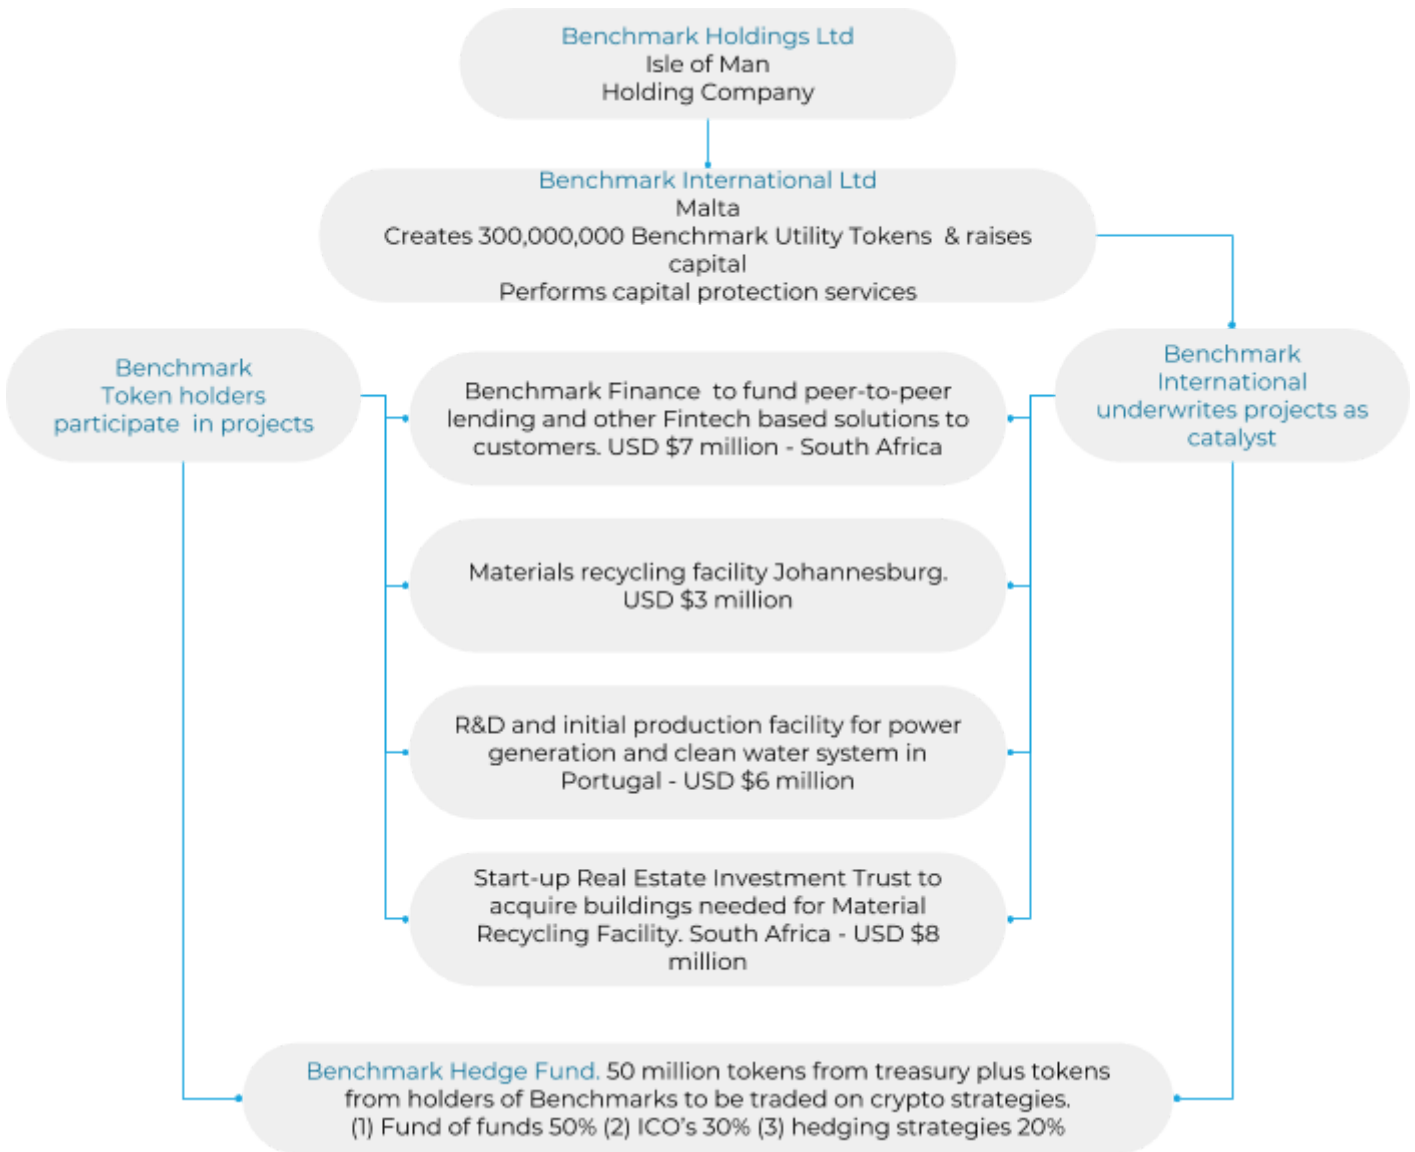 Benchmark Holdings Ltd
Isle of Man
Holding Company
Benchmark International Ltd
Malta
Creates 300,000,000 Benchmark Utility Tokens & raises
capital
Performs capital protection services
Benchmark
Token holders
participate in projects
Benchmark Finance to fund peer-to-peer
lending and other Fintech based solutions to
customers. USD $7 million - South Africa
Benchmark
International
underwrites projects as
catalyst
Materials recycling facility Johannesburg.
USD $3 million
R&D and initial production facility for power
generation and clean water system in
Portugal - USD $6 million
Start-up Real Estate Investment Trust to
acquire buildings needed for Material
Recycling Facility. South Africa - USD $8
million
Benchmark Hedge Fund. 50 million tokens from treasury plus tokens
from holders of Benchmarks to be traded on crypto strategies.
(1) Fund of funds 50% (2) ICO's 30% (3) hedging strategies 20%